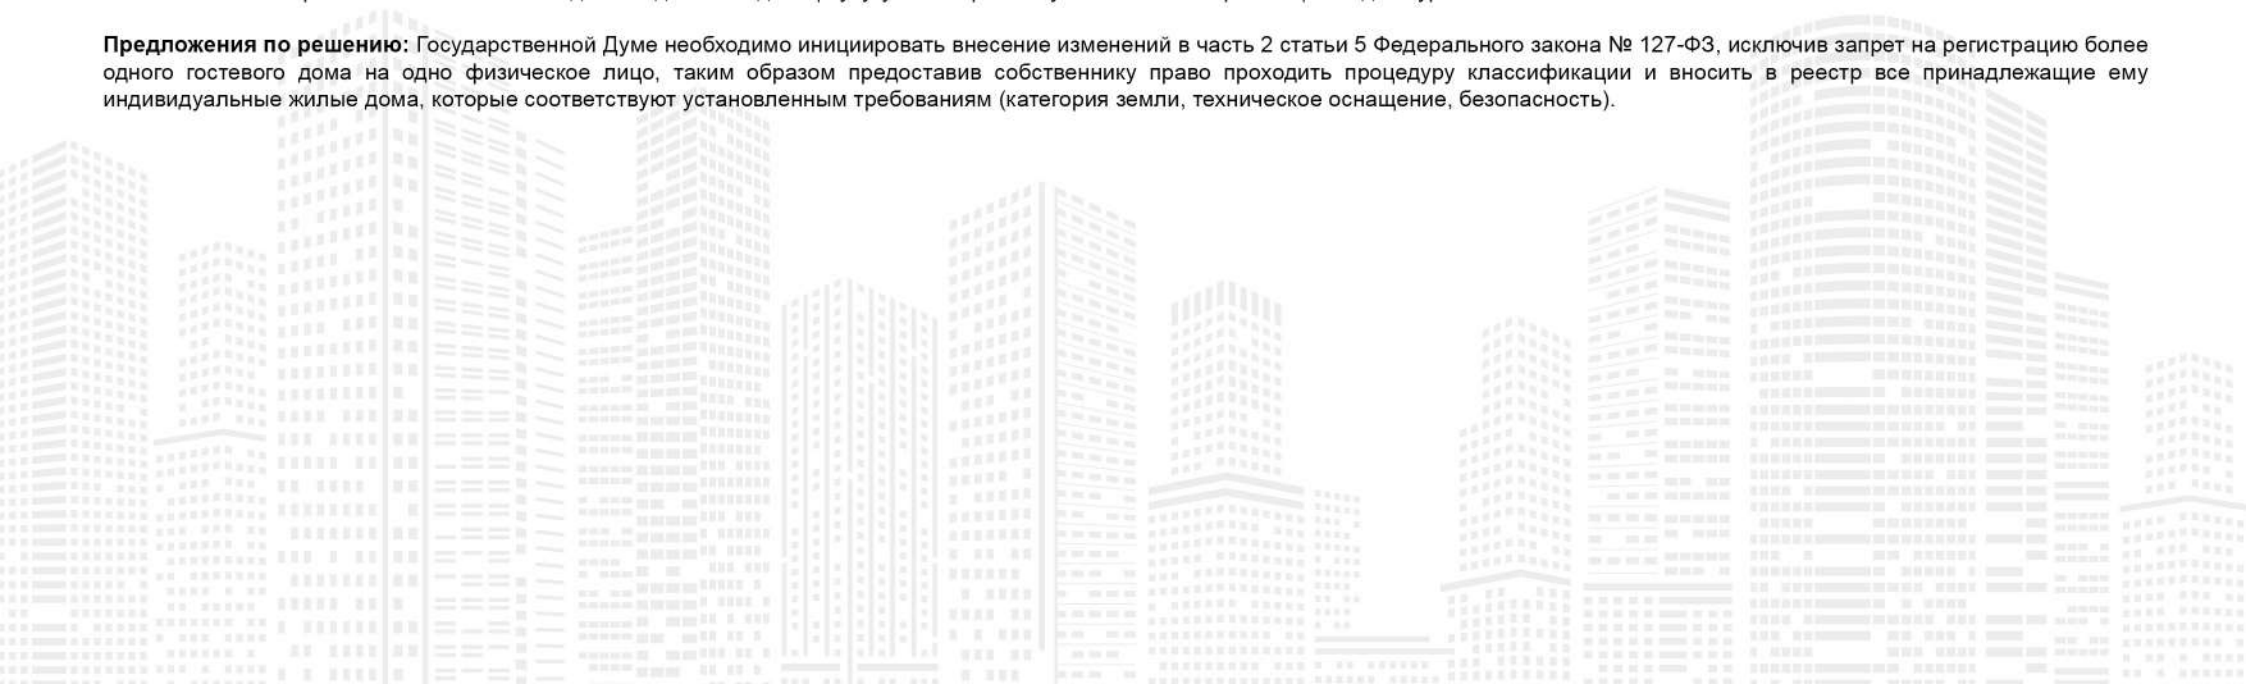 Предложения по решению: Государственной Думе необходимо инициировать внесение изменений в часть 2 статьи 5 Федерального закона № 127-ФЗ, исключив запрет на регистрацию более
одного гостевого дома на одно физическое лицо, таким образом предоставив собственнику право проходить процедуру классификации и вносить в реестр все принадлежащие ему
индивидуальные жилые дома, которые соответствуют установленным требованиям (категория земли, техническое оснащение, безопасность).